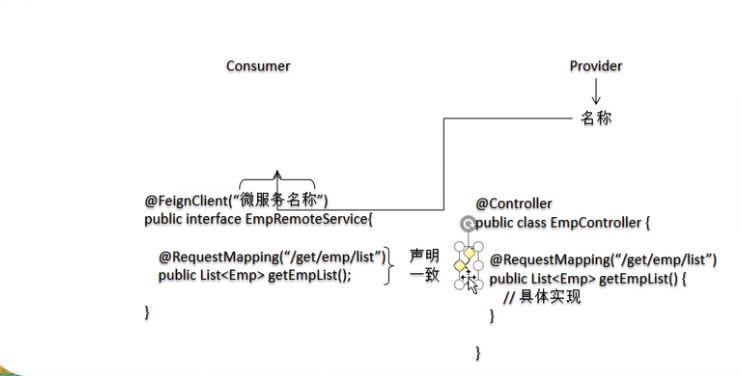 Consumer
Provider
名称
@FeignClient("微服务名称")
public interface EmpRemoteService{
@RequestMapping("/get/emp/list")
public List<Emp> getEmpList();
}
声明
一致
@Controller
public class EmpController {
@RequestMapping("/get/emp/list")
public List<Emp> getEmpList() {
// 具体实现
}
}